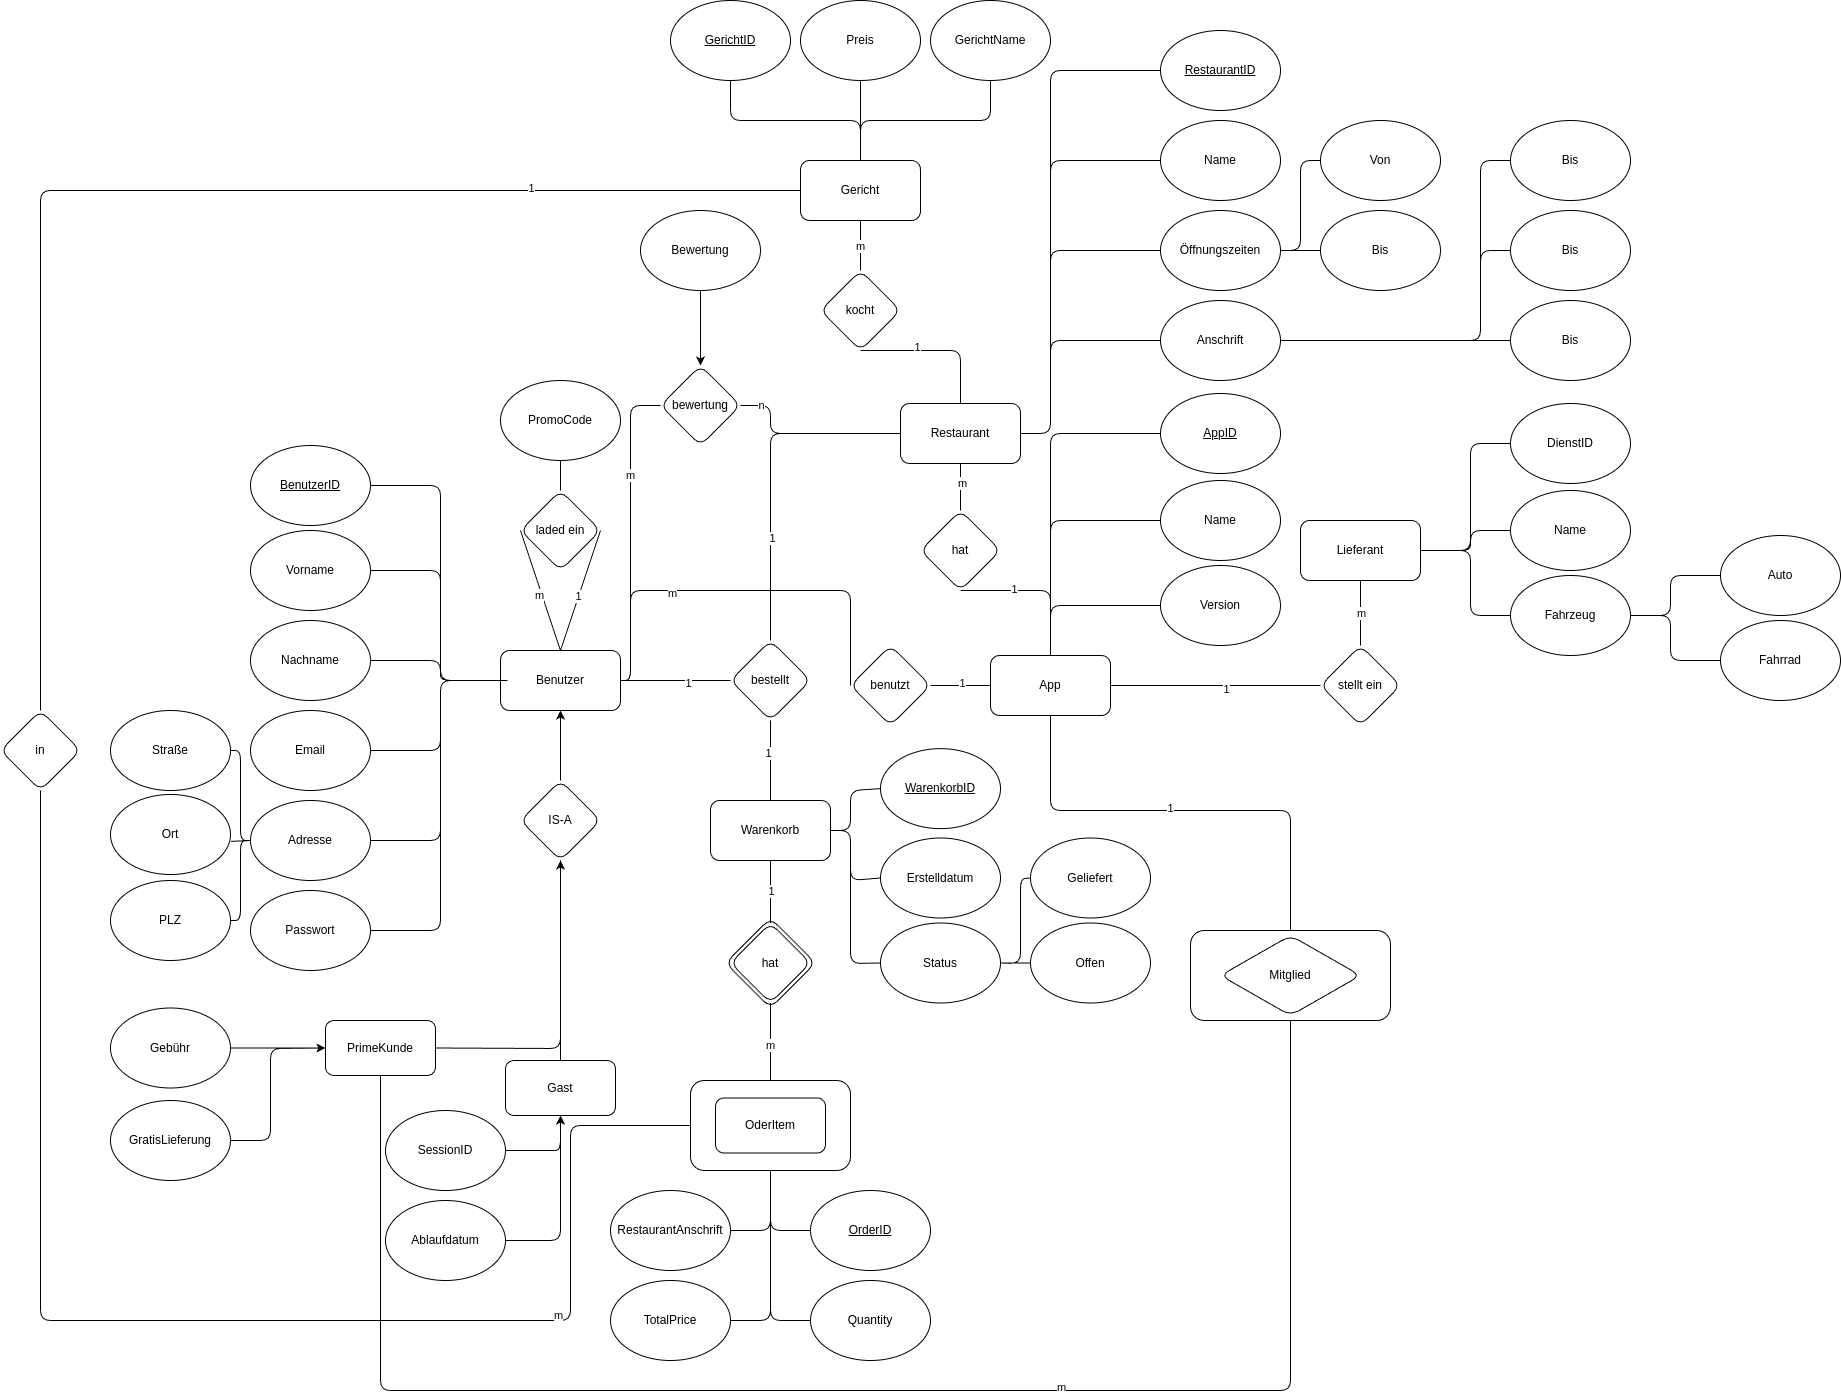 GerichtID
Preis
GerichtName
RestaurantID
Name
Von
Bis
1
Gericht
Bewertung
m
Öffnungszeiten
Bis
Bis
kocht
1
Anschrift
Bis
PromoCode
bewertung
n
Restaurant
AppID
DienstID
BenutzerID
m
m
laded ein
1
hat
Name
Lieferant
Name
Vorname
m
1
m
1
Version
m
Fahrzeug
Auto
Nachname
Benutzer
1
bestellt
benutzt
1
App
1
stellt ein
Fahrrad
in
Straße
Email
1
Ort
Adresse
IS-A
Warenkorb
WarenkorbID
1
PLZ
Passwort
1
Erstelldatum
Geliefert
hat
Status
Offen
Mitglied
Gebühr
PrimeKunde
m
Gast
GratisLieferung
SessionID
OderItem
Ablaufdatum
RestaurantAnschrift
OrderID
m
TotalPrice
Quantity
m